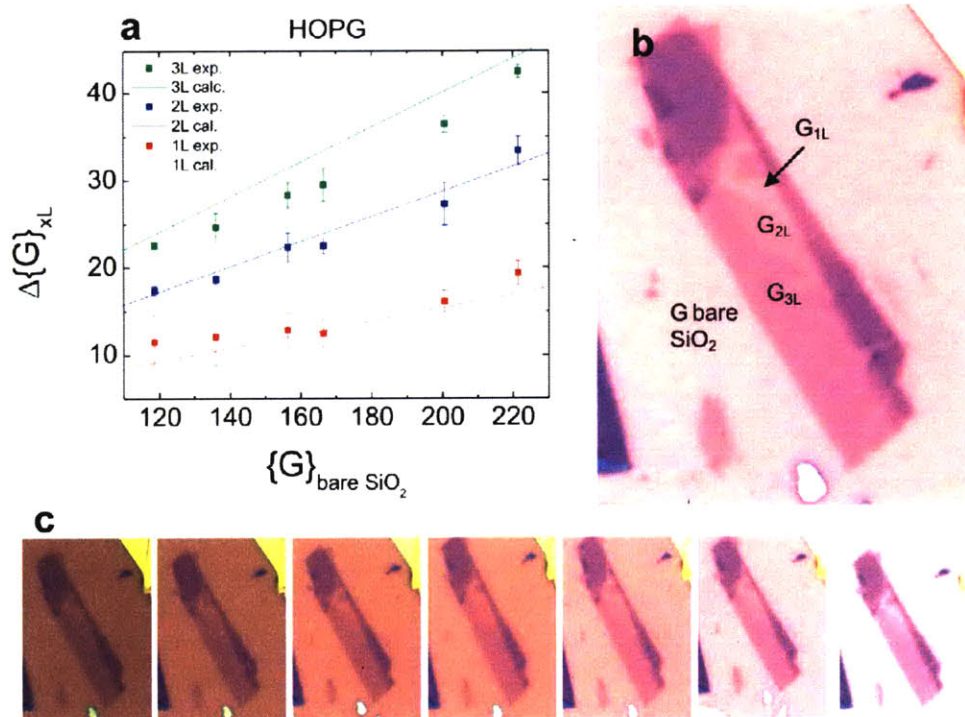 a
HOPG
Δ{G}xL
40
30
20
10
3L exp.
3L calc.
2L exp.
2L cal.
1L exp.
1L cal.
120
140
160
180
200
220
{G}bare SiO2
b
G1L
G2L
G3L
G bare
SiO2
c